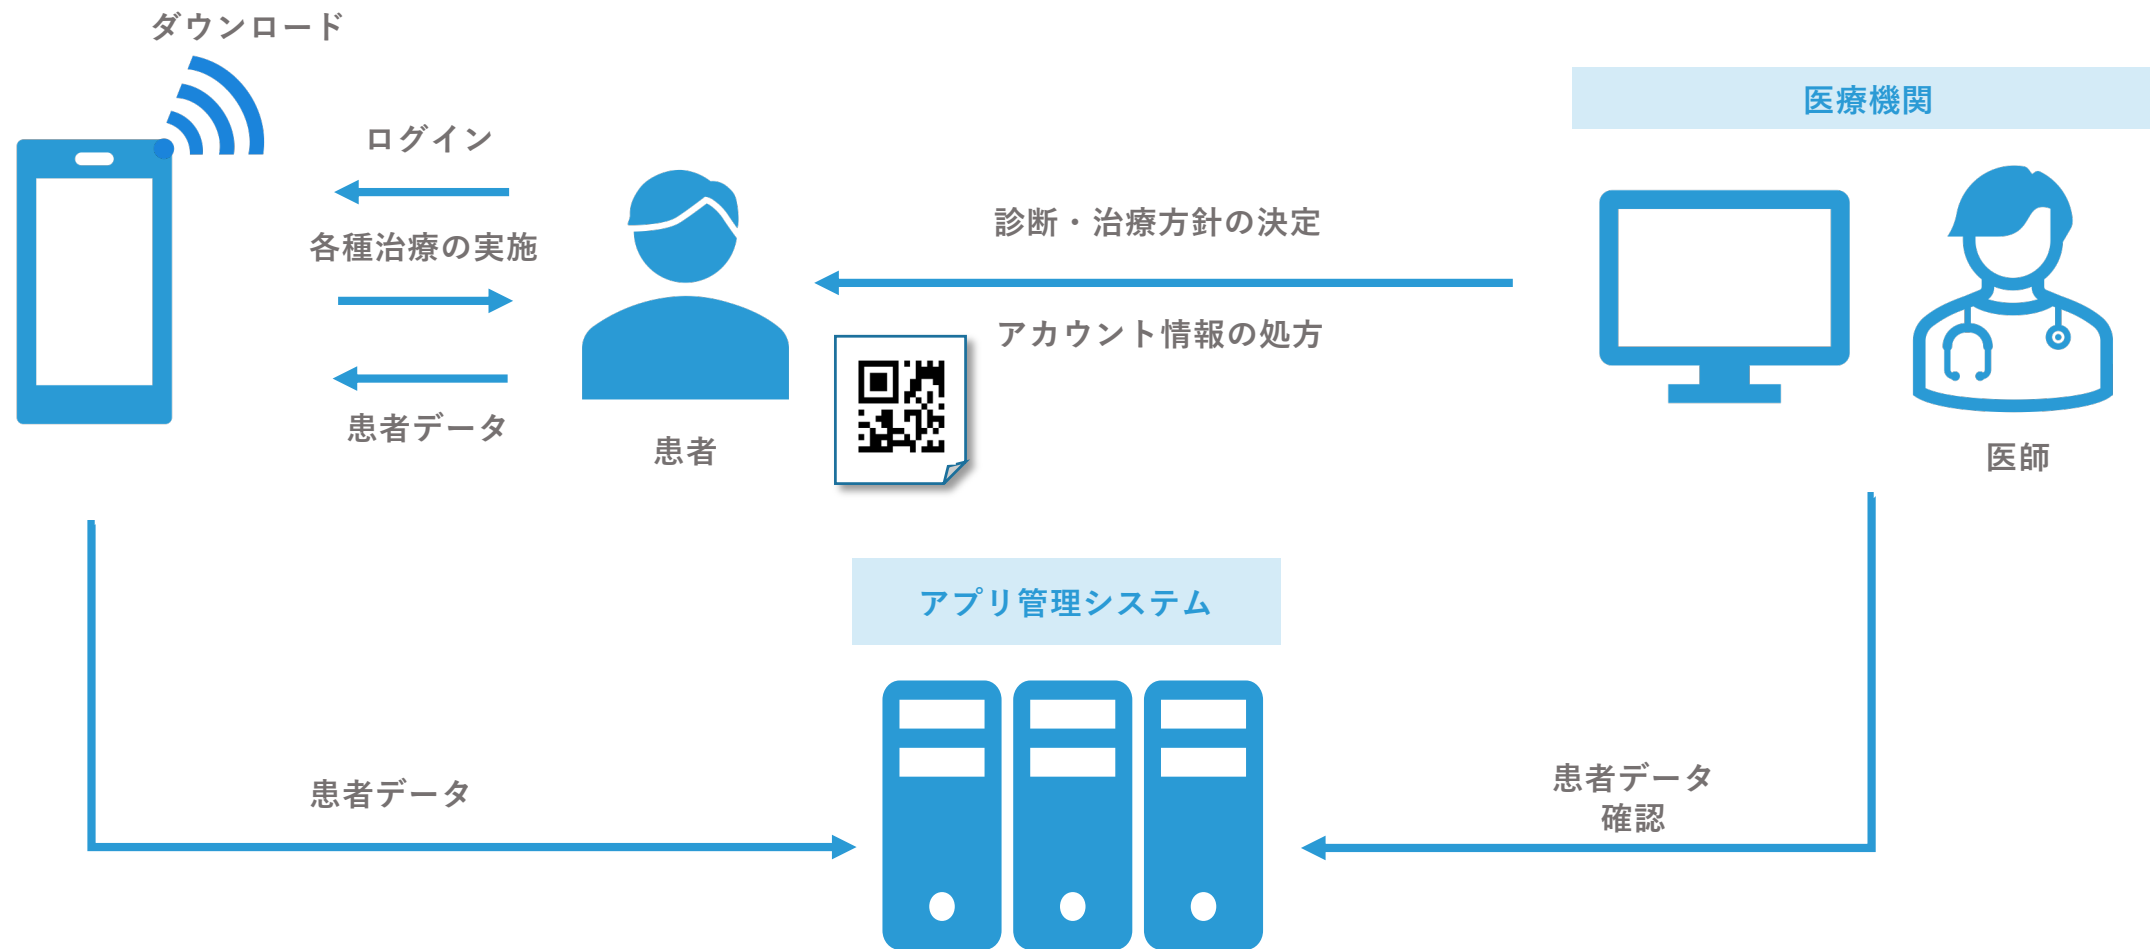 ダウンロード
医療機関
ログイン
各種治療の実施
診断・治療方針の決定
アカウント情報の処方
患者データ
患者
医師
アプリ管理システム
患者データ
患者データ
確認